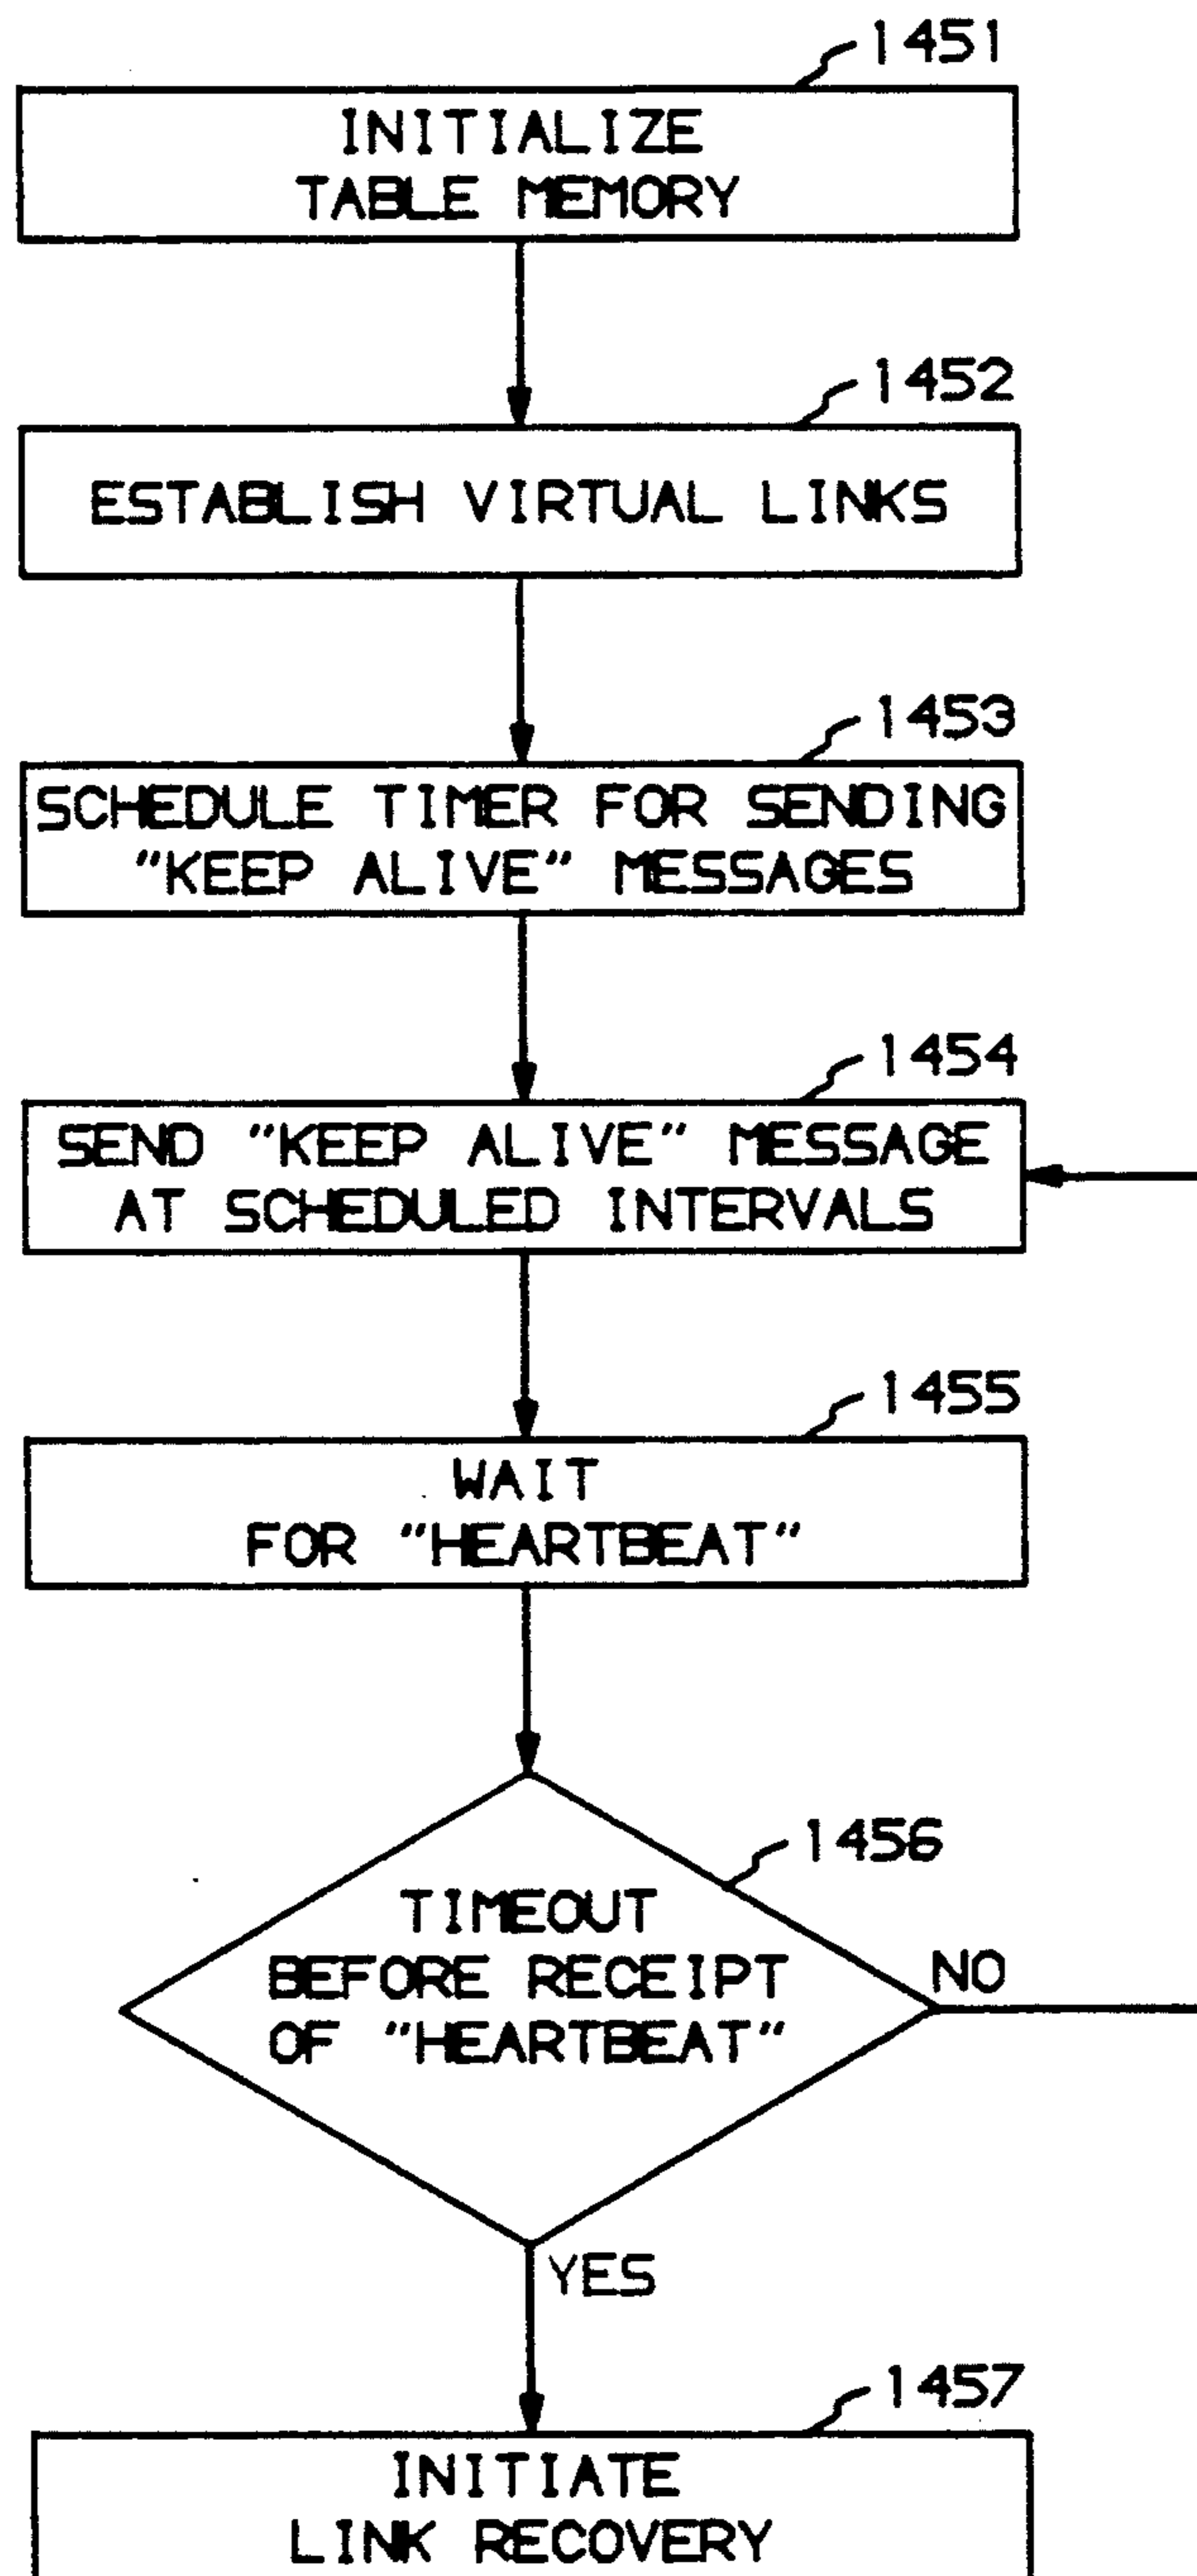 1451
INITIALIZE
TABLE MEMORY
1452
ESTABLISH VIRTUAL LINKS
1453
SCHEDULE TIMER FOR SENDING
"KEEP ALIVE" MESSAGES
1454
SEND "KEEP ALIVE" MESSAGE
AT SCHEDULED INTERVALS
1455
WAIT
FOR "HEARTBEAT"
1456
TIMEOUT
BEFORE RECEIPT
OF "HEARTBEAT"
NO
YES
1457
INITIATE
LINK RECOVERY